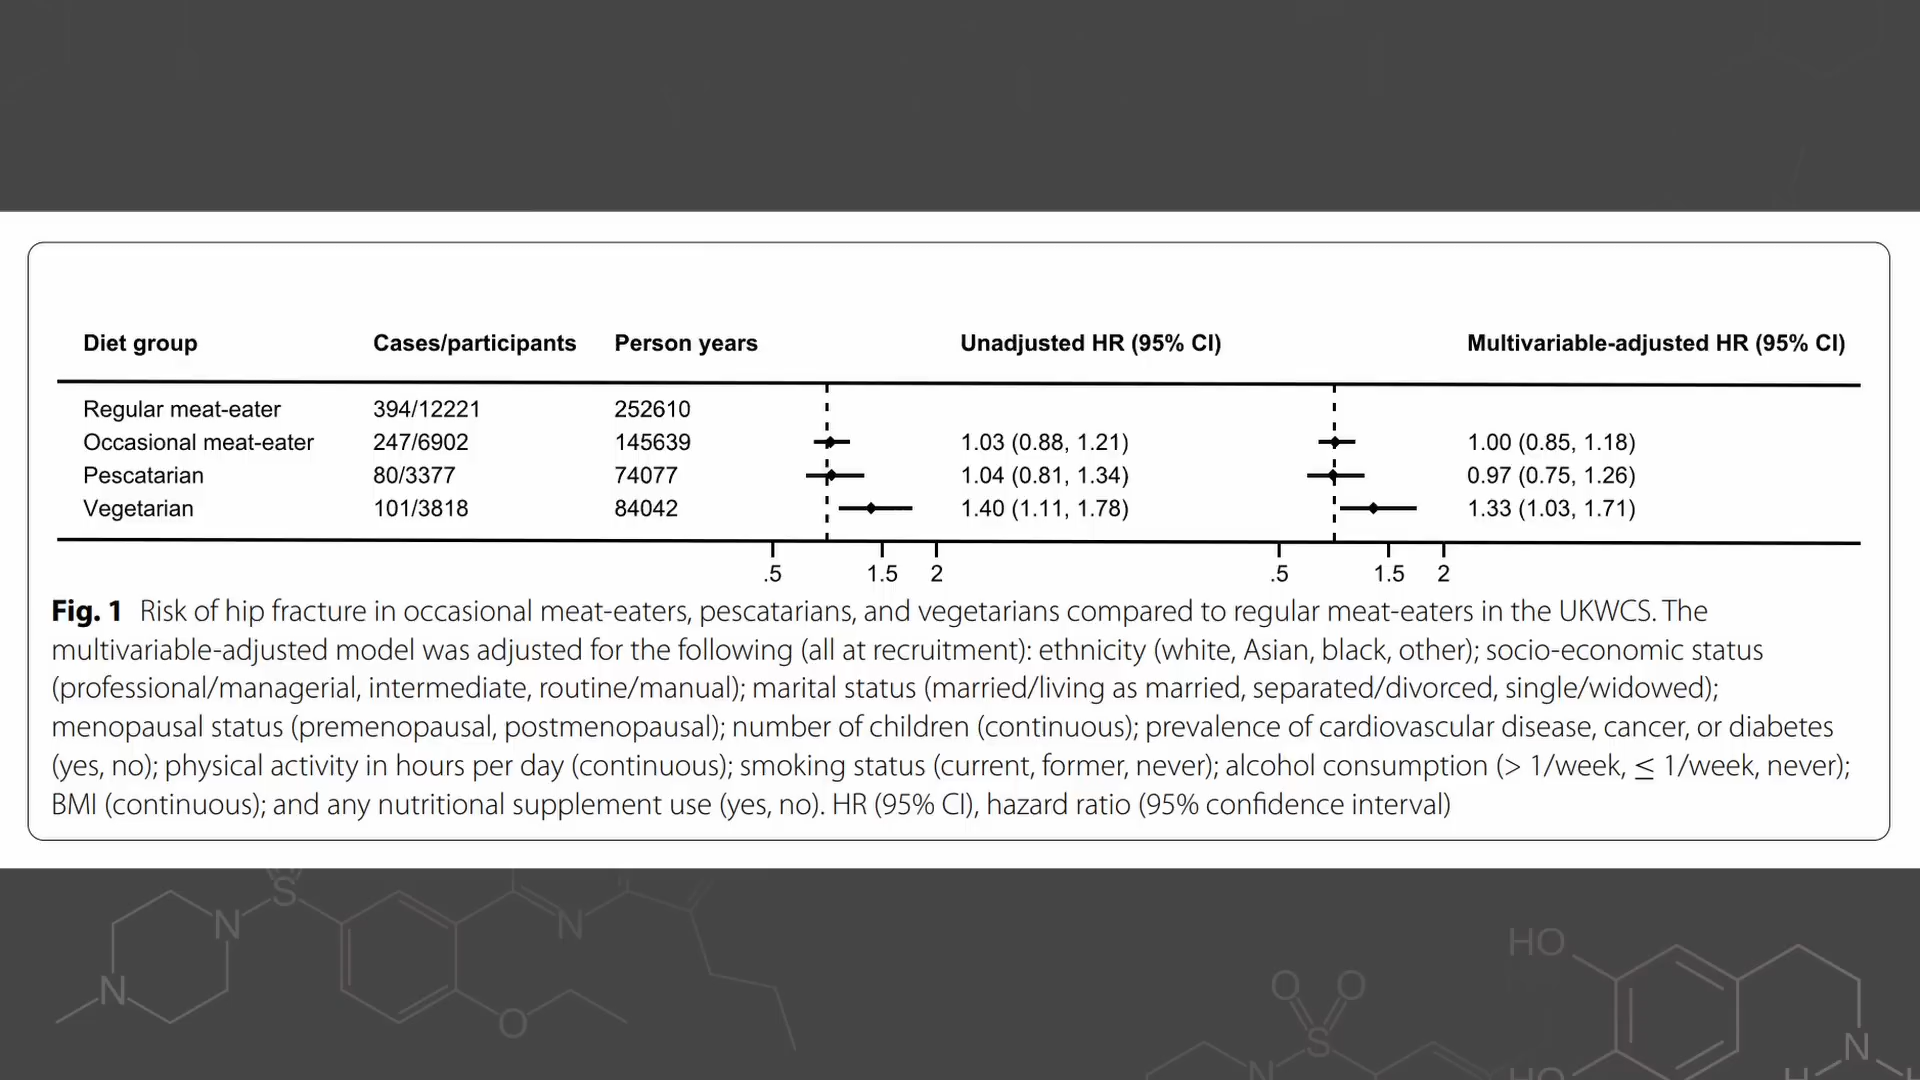 Diet group Cases/participants Person years Unadjusted HR (95% CI) Multivariable-adjusted HR (95% CI)
Regular meat-eater 394/12221 252610
Occasional meat-eater 247/6902 145639 1.03 (0.88, 1.21) 1.00 (0.85, 1.18)
Pescatarian 80/3377 74077 1.04 (0.81, 1.34) 0.97 (0.75, 1.26)
Vegetarian 101/3818 84042 1.40 (1.11, 1.78) 1.33 (1.03, 1.71)
.5 1.5 2 .5 1.5 2
Fig. 1 Risk of hip fracture in occasional meat-eaters, pescatarians, and vegetarians compared to regular meat-eaters in the UKWCS. The
multivariable-adjusted model was adjusted for the following (all at recruitment): ethnicity (white, Asian, black, other); socio-economic status
(professional/managerial, intermediate, routine/manual); marital status (married/living as married, separated/divorced, single/widowed);
menopausal status (premenopausal, postmenopausal); number of children (continuous); prevalence of cardiovascular disease, cancer, or diabetes
(yes, no); physical activity in hours per day (continuous); smoking status (current, former, never); alcohol consumption (> 1/week, ≤ 1/week, never);
BMI (continuous); and any nutritional supplement use (yes, no). HR (95% CI), hazard ratio (95% confidence interval)
S
N N
N
O
HO
O O
S
N
N
HO H